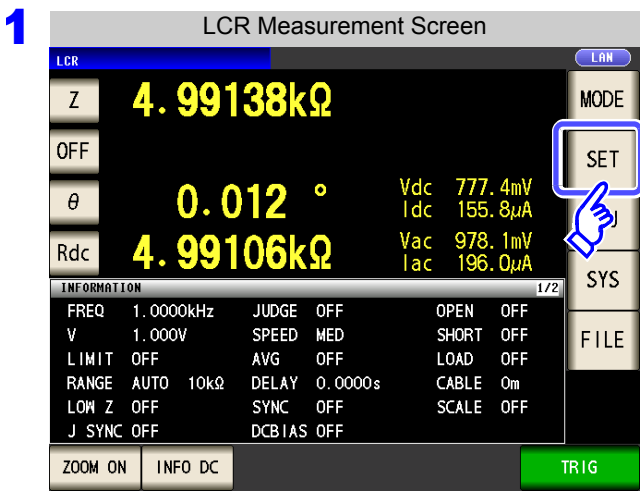 1
LCR Measurement Screen
LCR
LAN
Z 4.99138kΩ
MODE
OFF
SET
θ 0.012 °
Vdc 777.4mV
Idc 155.8μA
Rdc 4.99106kΩ
Vac 978.1mV
Iac 196.0μA
SYS
INFORMATION 1/2
FREQ 1.0000kHz JUDGE OFF OPEN OFF
V 1.000V SPEED MED SHORT OFF
FILE
LIMIT OFF AVG OFF LOAD OFF
RANGE AUTO 10kΩ DELAY 0.0000s CABLE 0m
LOW Z OFF SYNC OFF SCALE OFF
J SYNC OFF DCBIAS OFF
ZOOM ON INFO DC TRIG